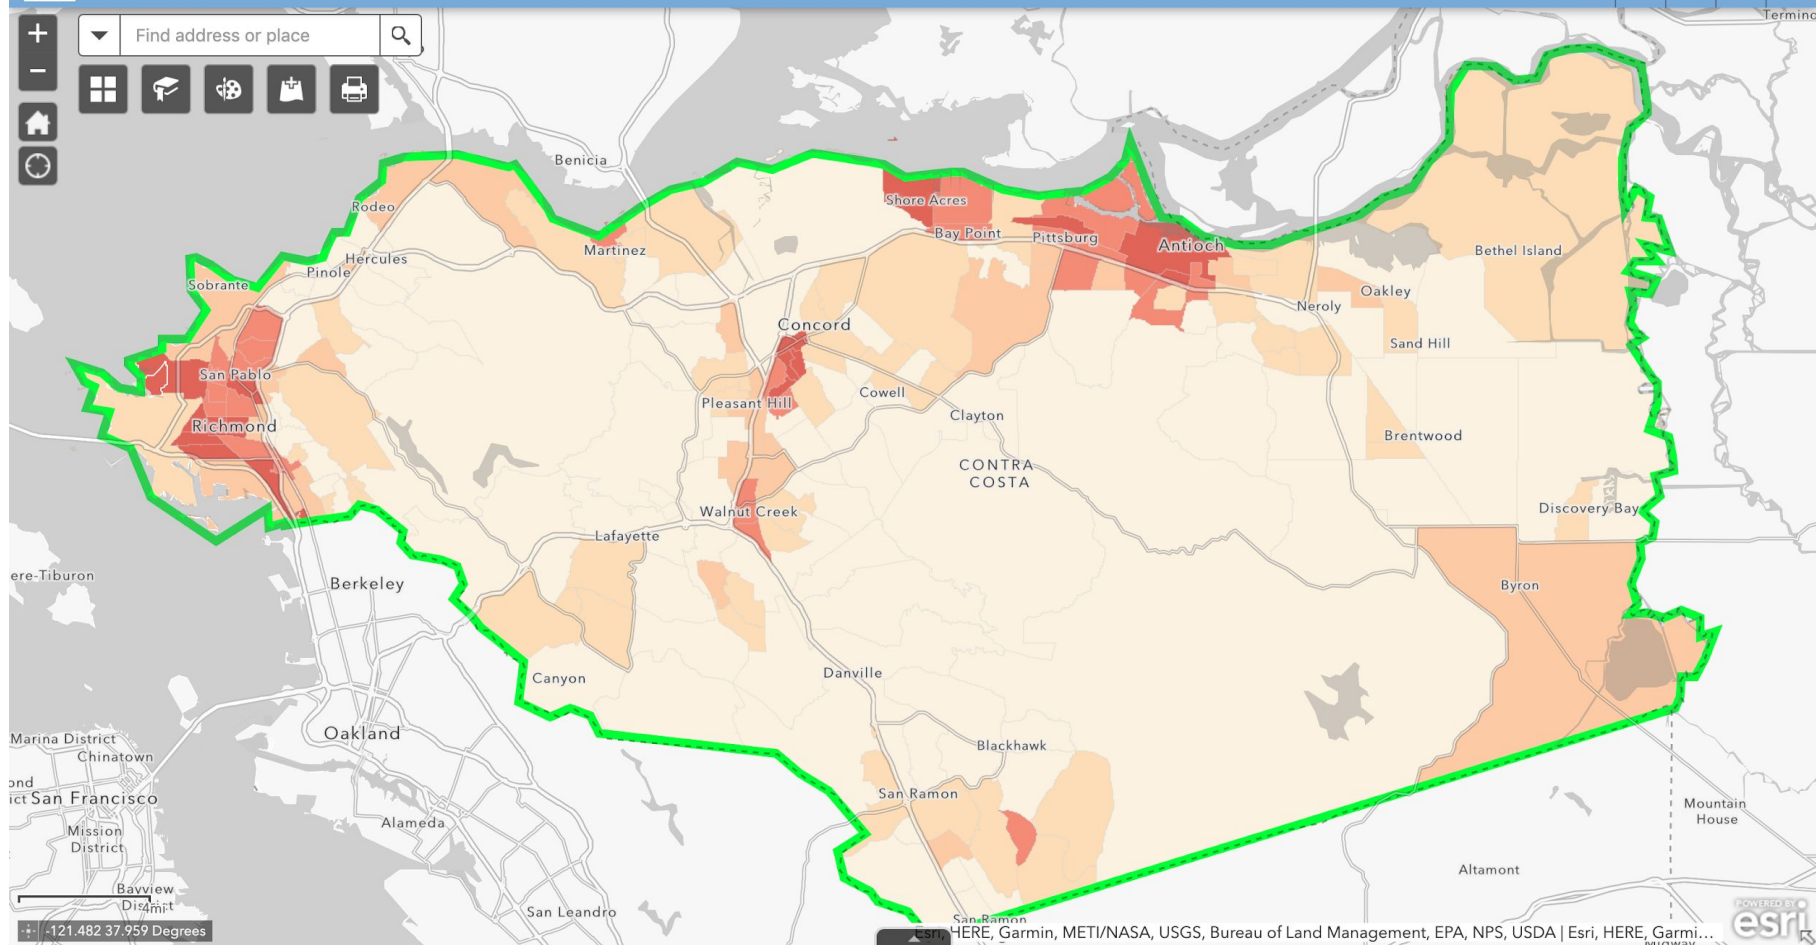 Find address or place
Termino
Benicia
Rodeo
Martinez
Hercules
Pinole
Sobrante
Shore Acres
Bay Point
Pittsburg
Antioch
Bethel Island
Oakley
Neroly
Sand Hill
Concord
San Pablo
Pleasant Hill
Cowell
Clayton
Richmond
Brentwood
CONTRA
COSTA
Walnut Creek
Discovery Bay
Lafayette
ere-Tiburon
Berkeley
Byron
Canyon
Danville
Oakland
Marina District
Chinatown
Blackhawk
ond
ict
San Francisco
San Ramon
Mountain
House
Mission
District
Alameda
Altamont
Bayview
District
4mi
San Leandro
San Ramon
-121.482 37.959 Degrees
Esri, HERE, Garmin, METI/NASA, USGS, Bureau of Land Management, EPA, NPS, USDA | Esri, HERE, Garmi...
POWERED BY
esri